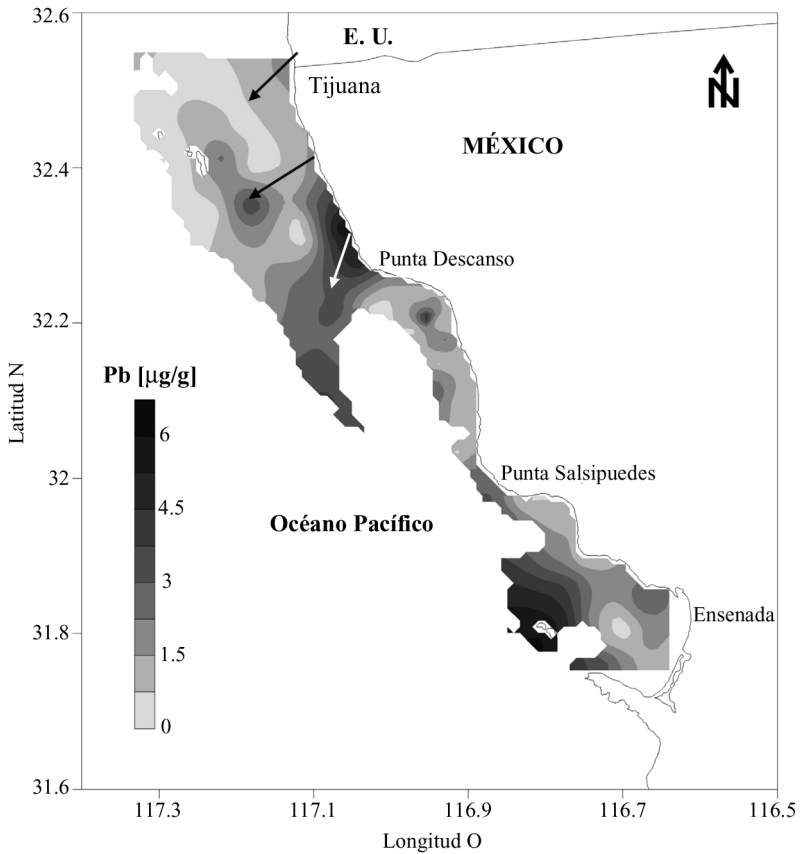 32.6
E. U.
Tijuana
N
MÉXICO
32.4
Punta Descanso
32.2
Pb [µg/g]
6
4.5
3
1.5
0
Latitud N
32
Punta Salsipuedes
Océano Pacífico
Ensenada
31.8
31.6
117.3
117.1
116.9
116.7
116.5
Longitud O